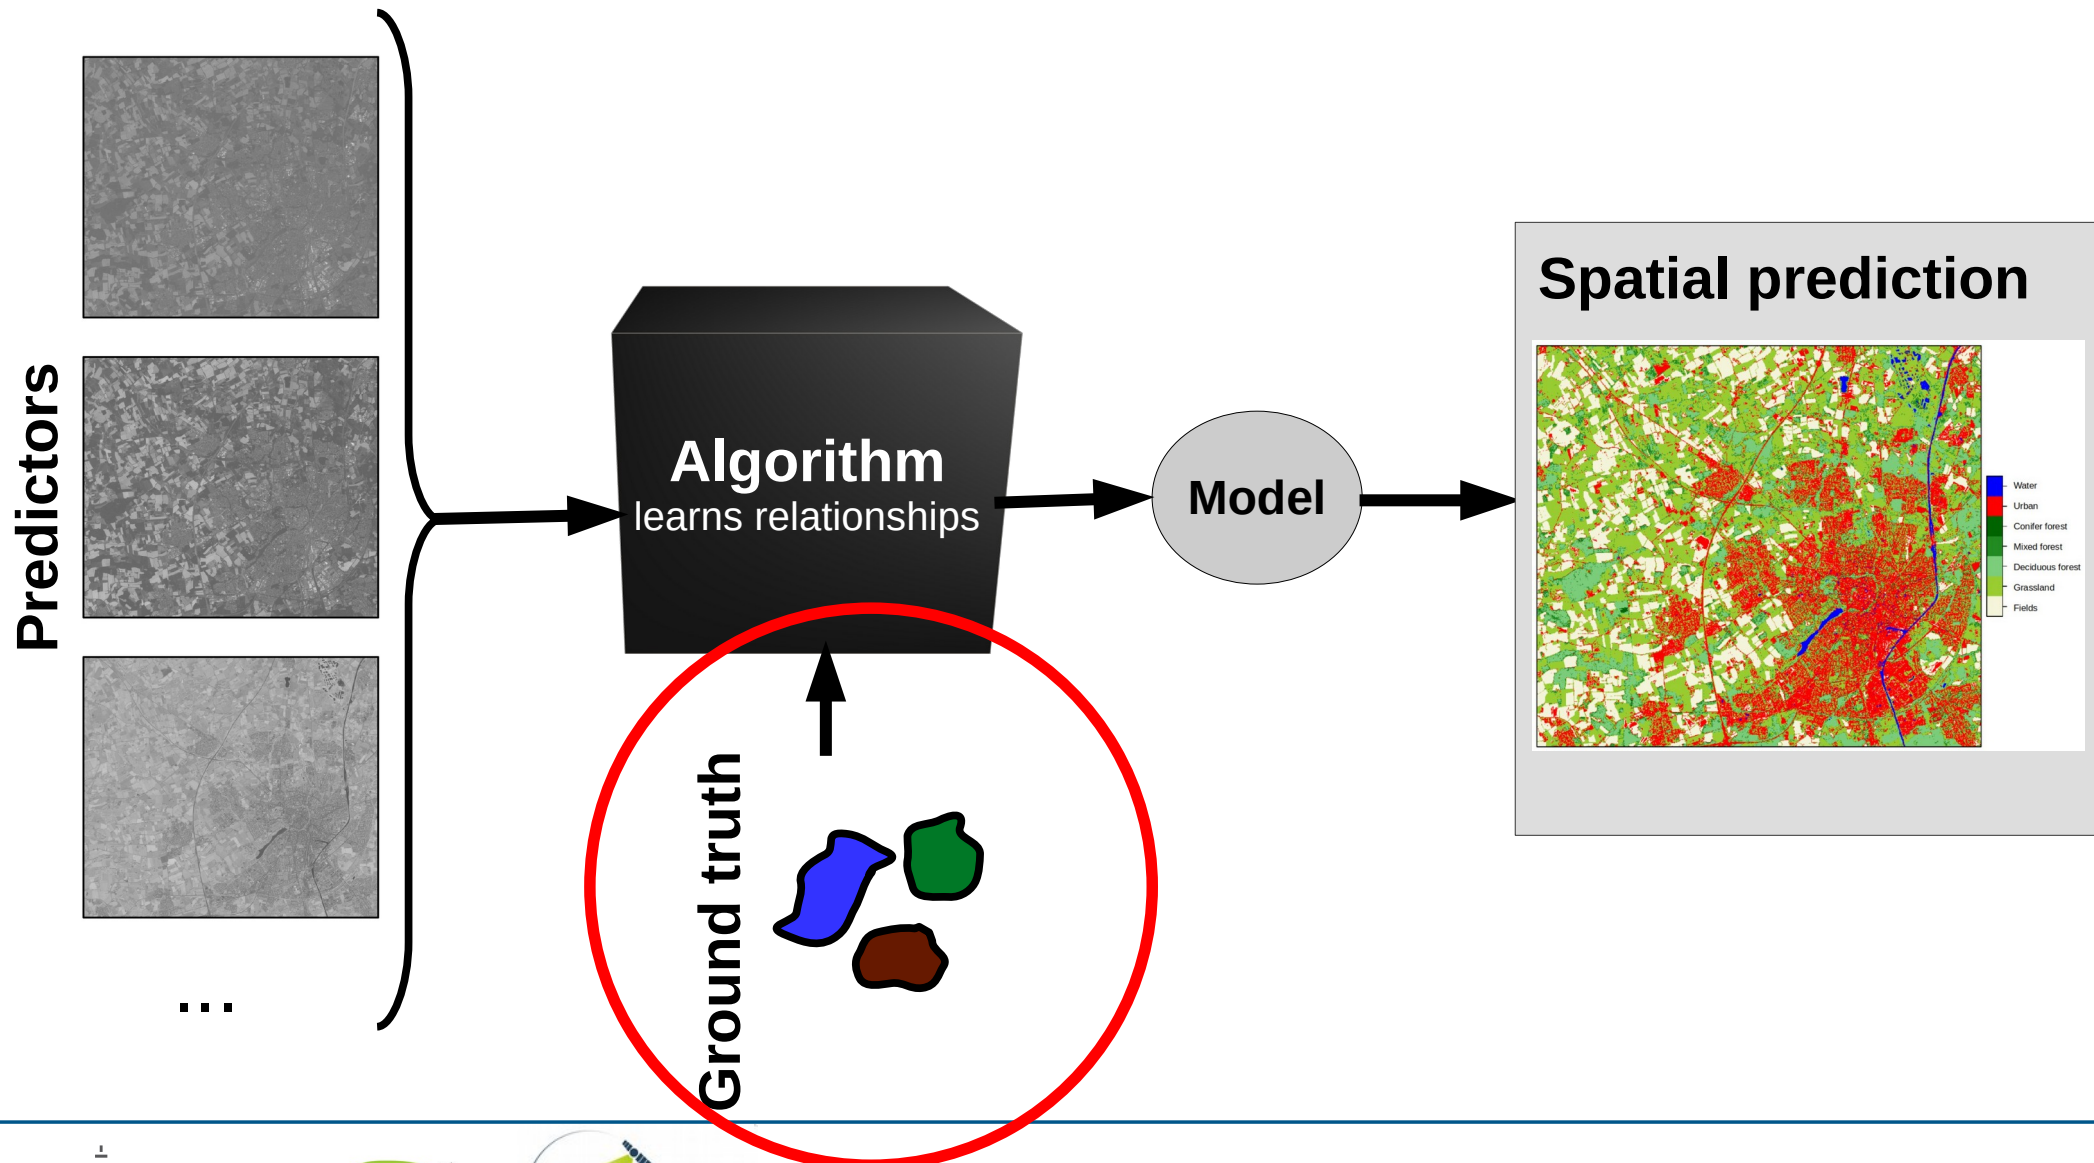 Predictors
...
Algorithm
learns relationships
Ground truth
Model
Spatial prediction
Water
Urban
Conifer forest
Mixed forest
Deciduous forest
Grassland
Fields